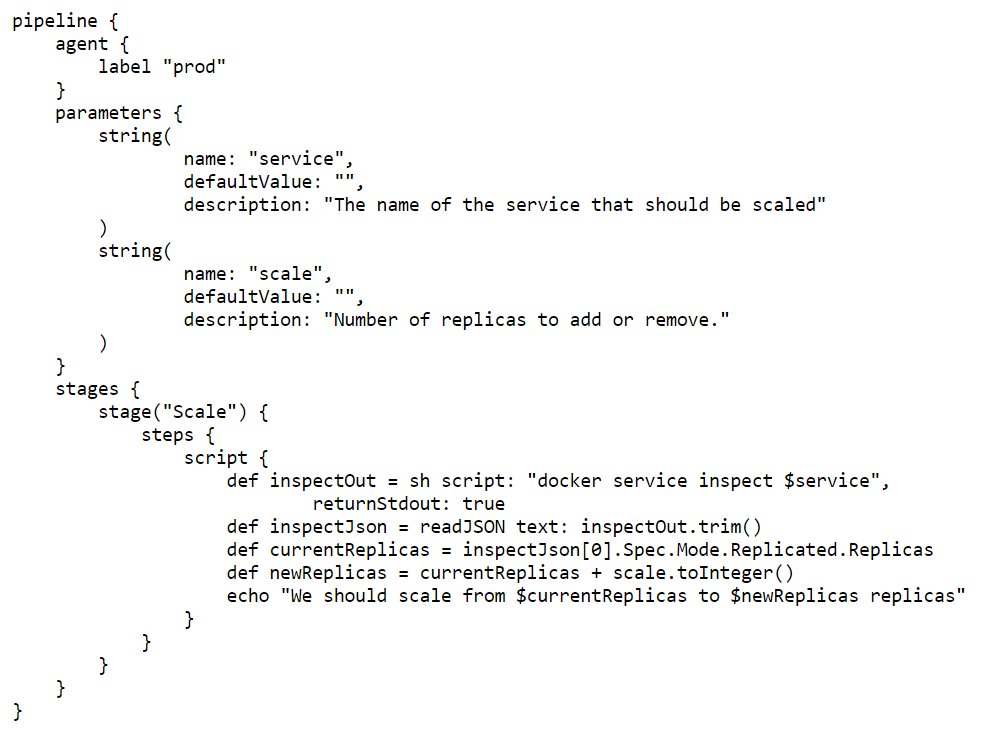 pipeline {
    agent {
        label "prod"
    }
    parameters {
        string(
                name: "service",
                defaultValue: "",
                description: "The name of the service that should be scaled"
        )
        string(
                name: "scale",
                defaultValue: "",
                description: "Number of replicas to add or remove."
        )
    }
    stages {
        stage("Scale") {
            steps {
                script {
                    def inspectOut = sh script: "docker service inspect $service",
                            returnStdout: true
                    def inspectJson = readJSON text: inspectOut.trim()
                    def currentReplicas = inspectJson[0].Spec.Mode.Replicated.Replicas
                    def newReplicas = currentReplicas + scale.toInteger()
                    echo "We should scale from $currentReplicas to $newReplicas replicas"
                }
            }
        }
    }
}